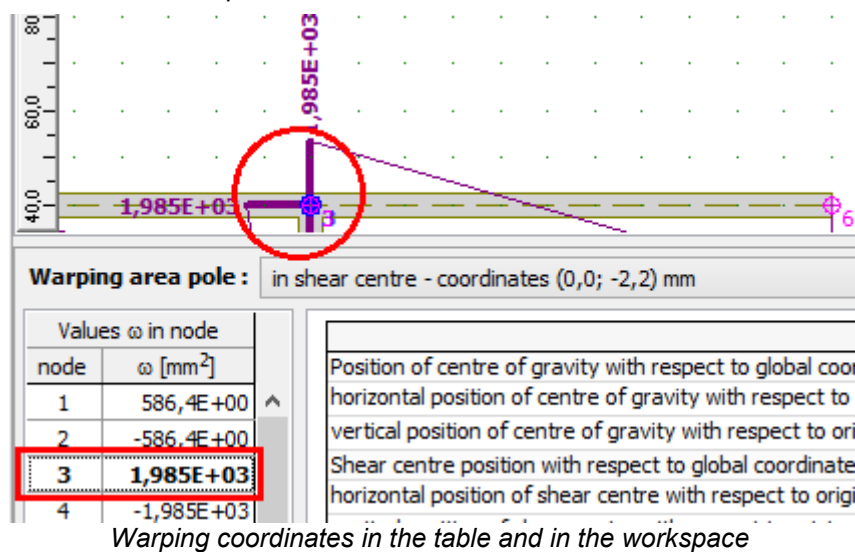 80
1,985E+03
60,0
40,0
1,985E+03
3
6
Warping area pole : in shear centre - coordinates (0,0; -2,2) mm
Values ω in node
node ω [mm²]
1 586,4E+00
2 -586,4E+00
3 1,985E+03
4 -1,985E+03
Position of centre of gravity with respect to global coor
horizontal position of centre of gravity with respect to
vertical position of centre of gravity with respect to ori
Shear centre position with respect to global coordinate
horizontal position of shear centre with respect to origi
Warping coordinates in the table and in the workspace